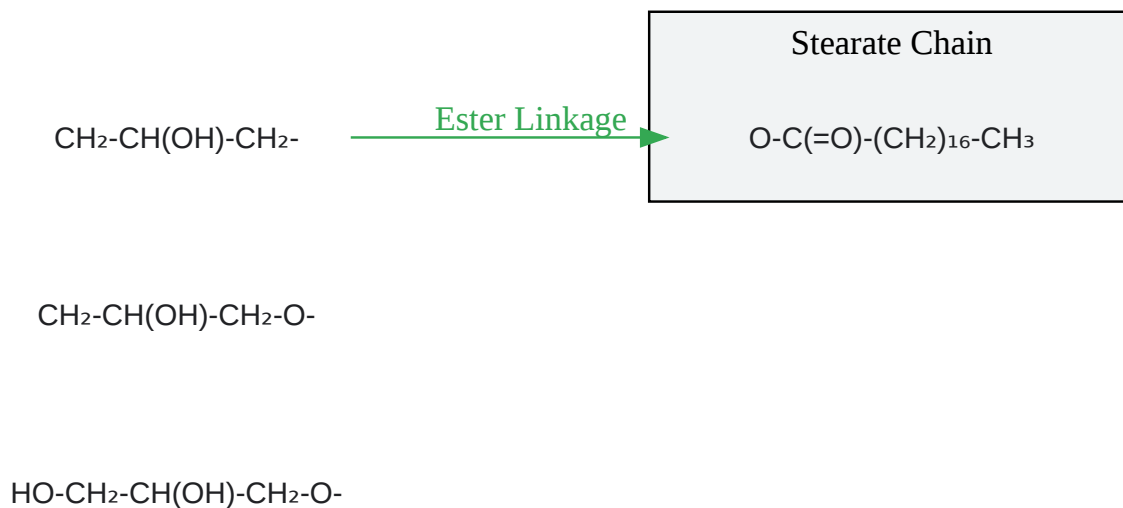 Stearate Chain
CH₂-CH(OH)-CH₂-
Ester Linkage
O-C(=O)-(CH₂)₁₆-CH₃
CH₂-CH(OH)-CH₂-O-
HO-CH₂-CH(OH)-CH₂-O-